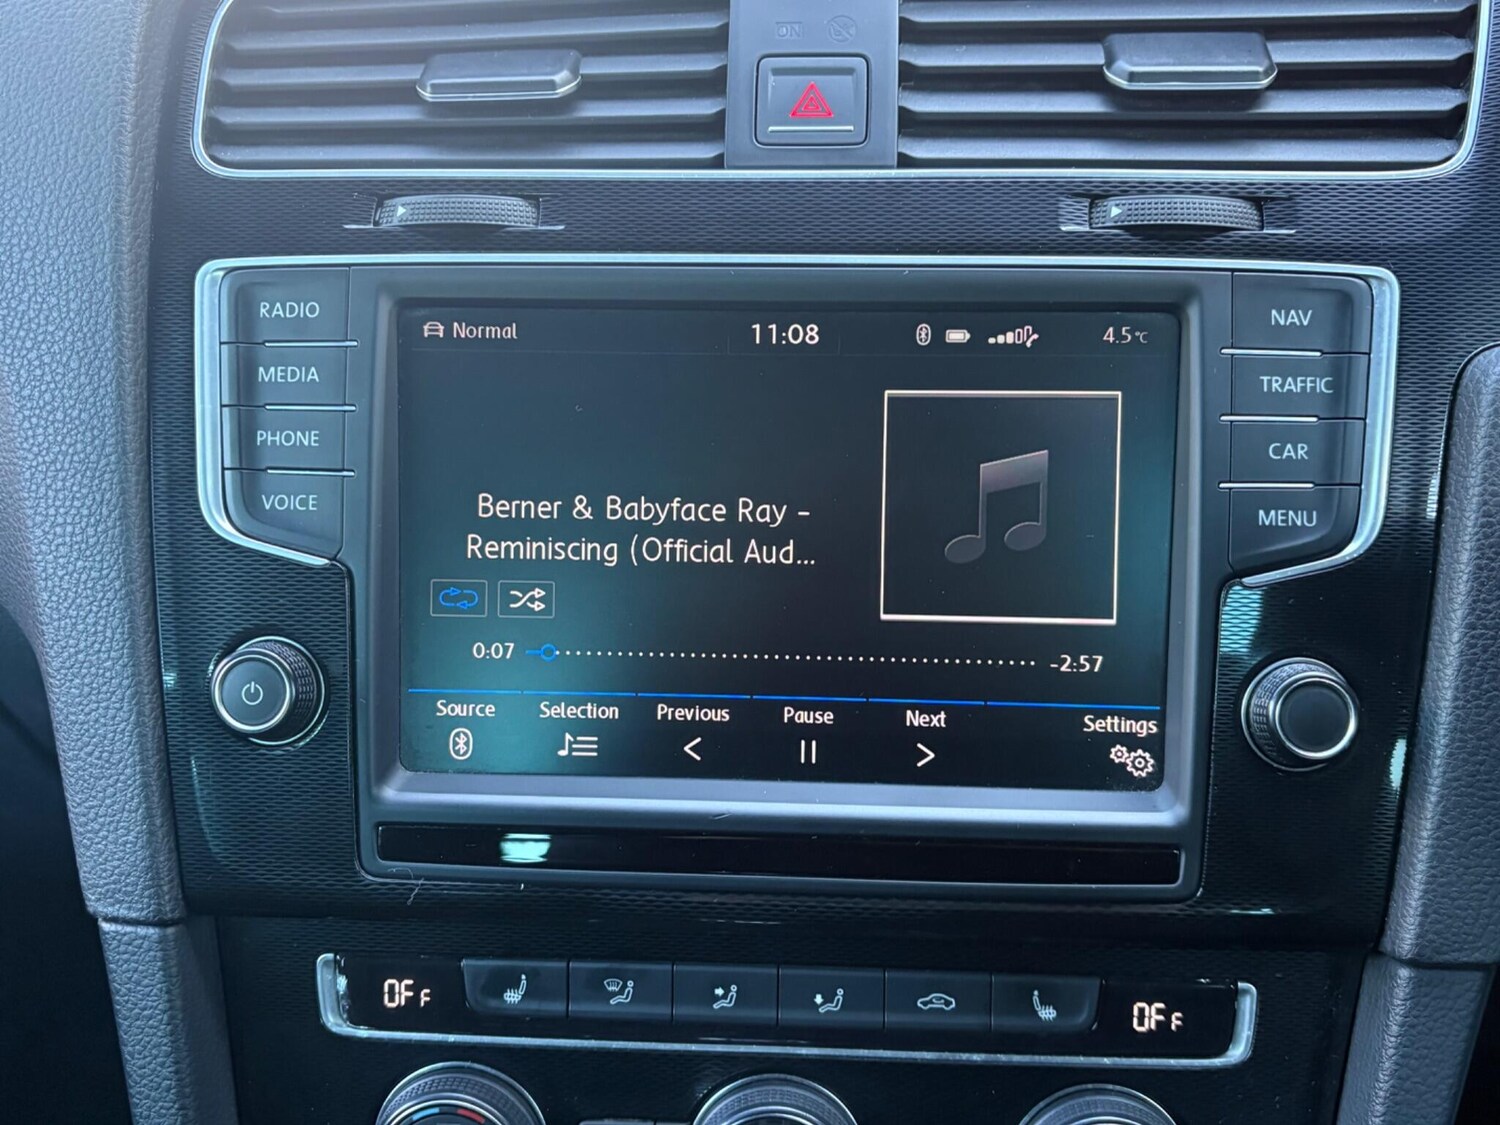 ON
RADIO
MEDIA
PHONE
VOICE
Normal
11:08
4.5°C
Berner & Babyface Ray -
Reminiscing (Official Aud...
0:07
-2:57
Source
Selection
Previous
Pause
Next
Settings
NAV
TRAFFIC
CAR
MENU
OFF
OFF